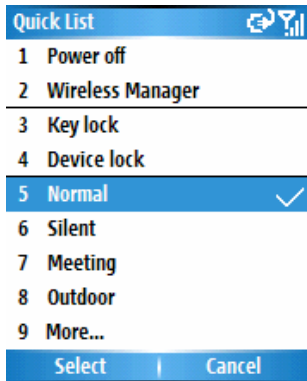 Quick List
1 Power off
2 Wireless Manager
3 Key lock
4 Device lock
5 Normal
6 Silent
7 Meeting
8 Outdoor
9 More...
Select Cancel